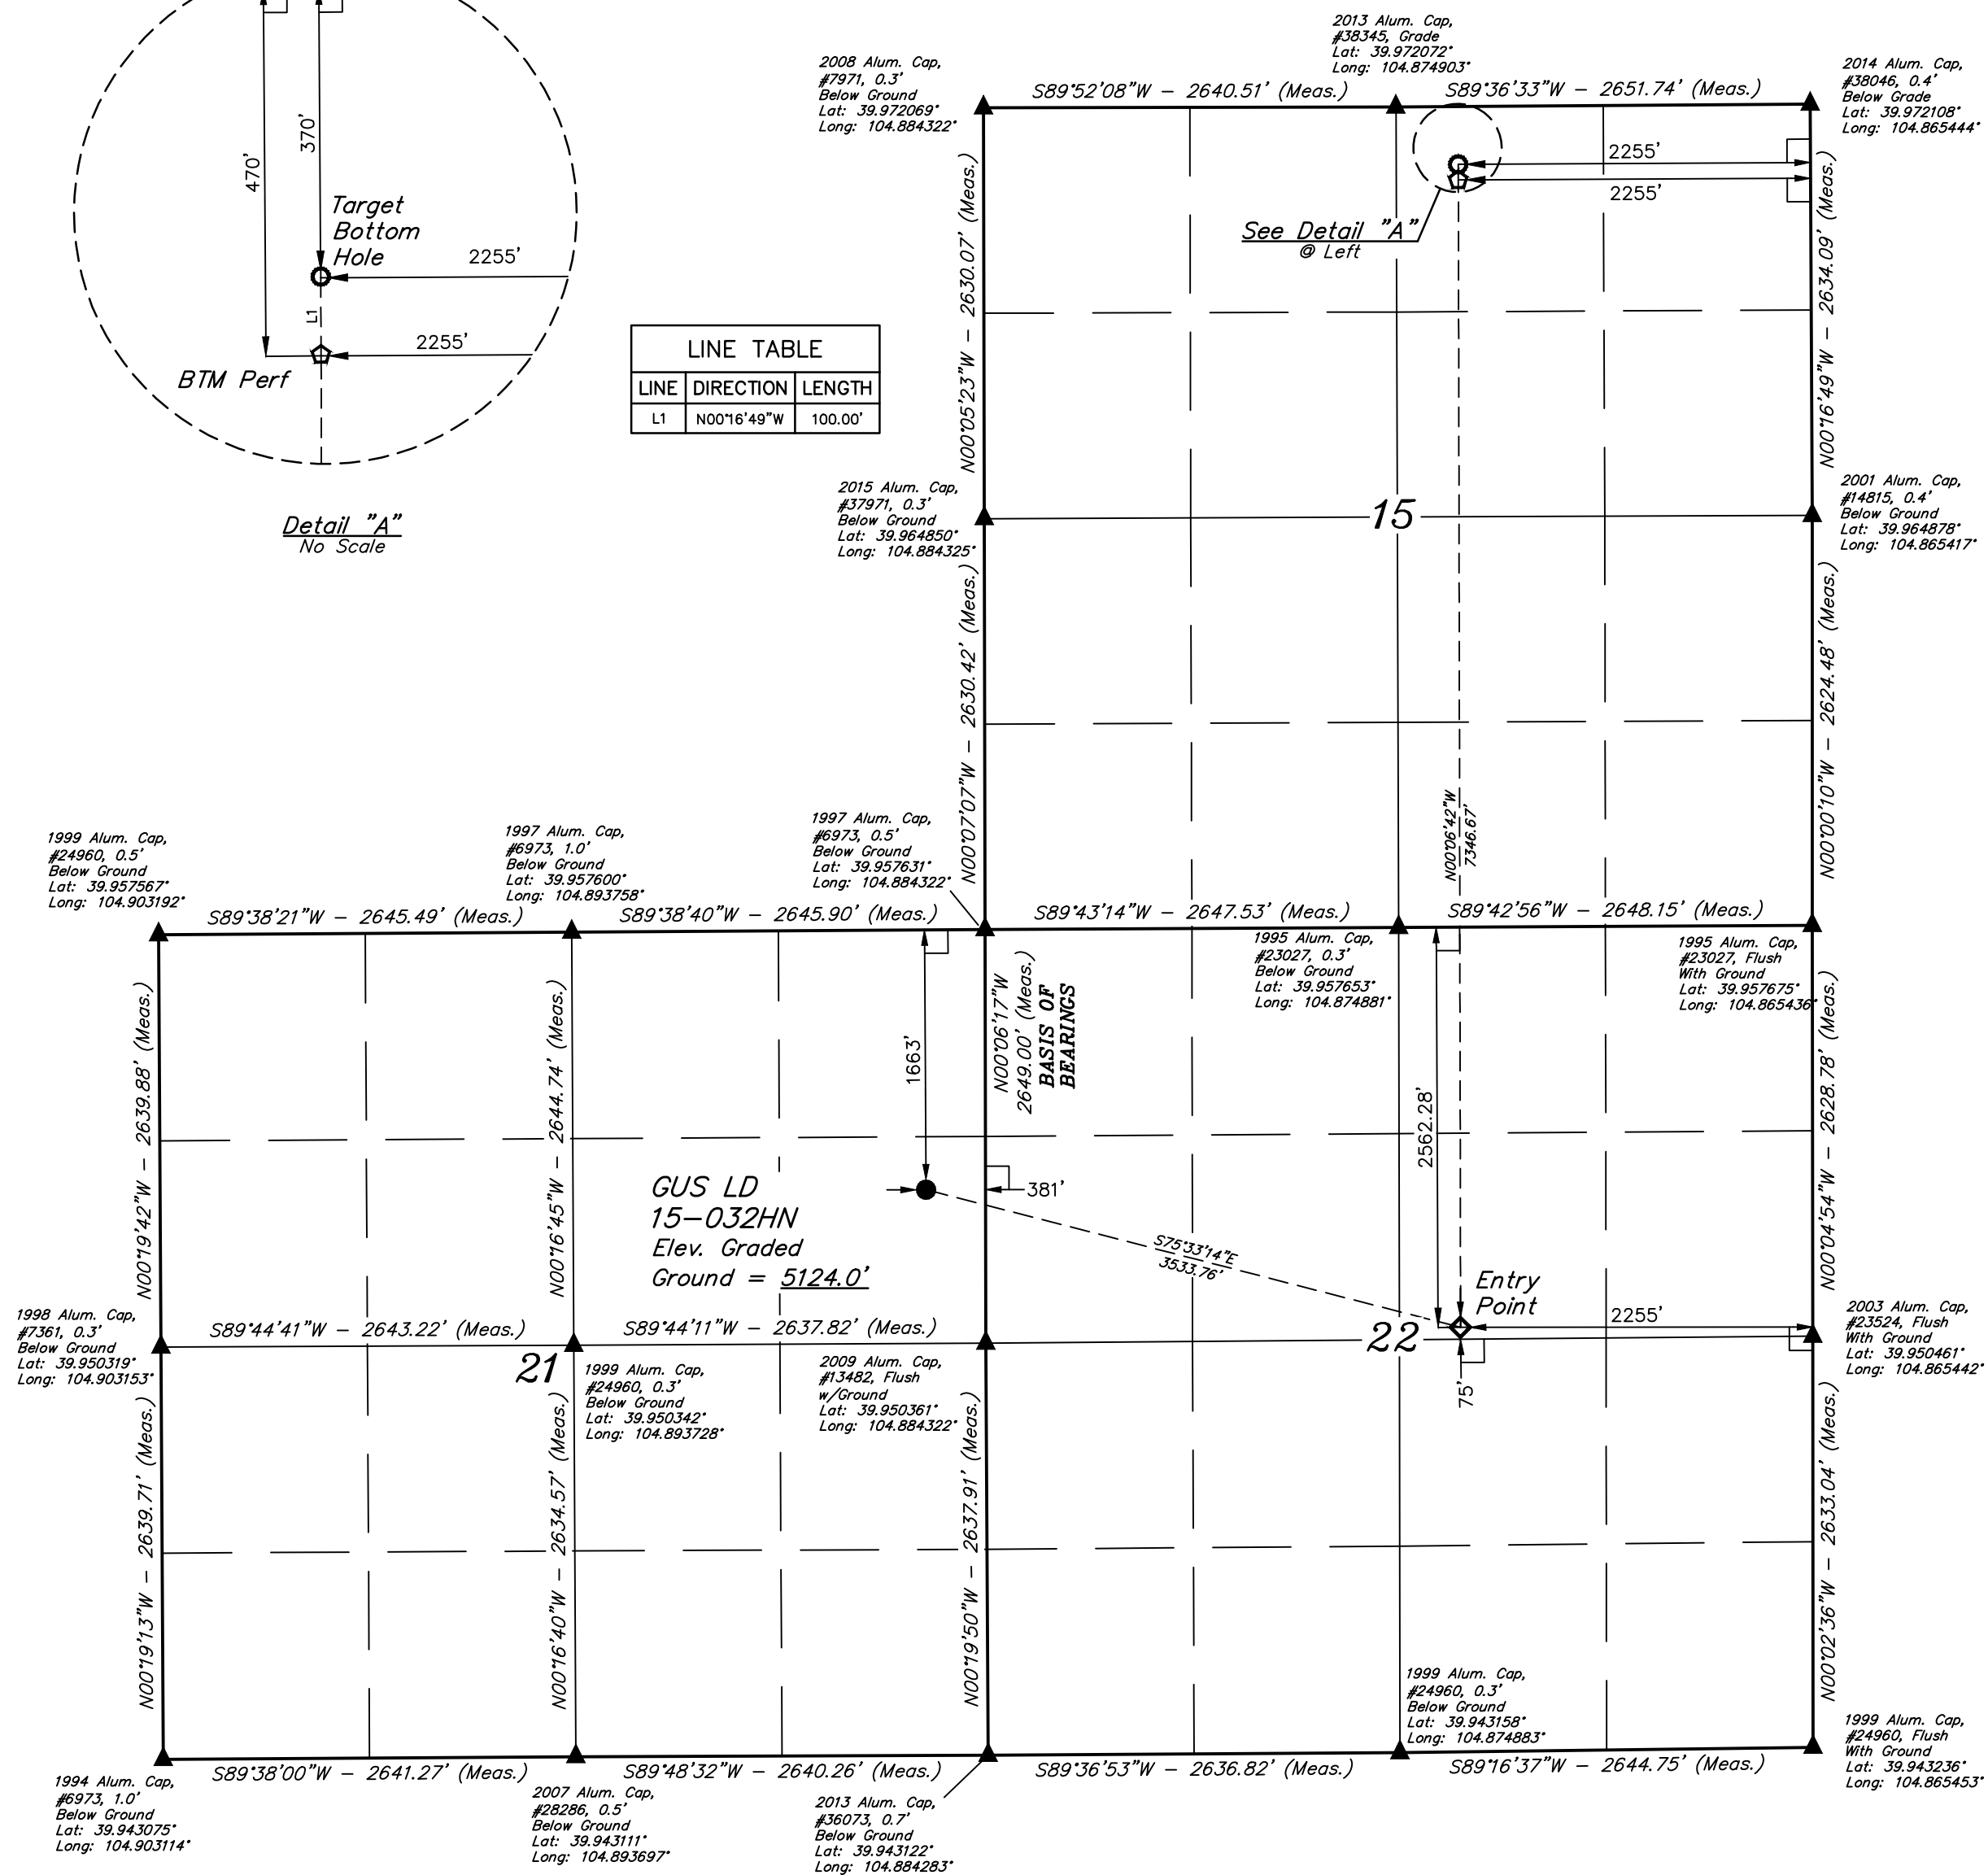 470'
370'
Target
Bottom
Hole
2255'
L1
2255'
BTM Perf
Detail "A"
No Scale
LINE TABLE
LINE DIRECTION LENGTH
L1 N00°16'49"W 100.00'
2008 Alum. Cap,
#7971, 0.3'
Below Ground
Lat: 39.972069°
Long: 104.884322°
2013 Alum. Cap,
#38345, Grade
Lat: 39.972072°
Long: 104.874903°
2014 Alum. Cap,
#38046, 0.4'
Below Grade
Lat: 39.972108°
Long: 104.865444°
S89°52'08"W – 2640.51' (Meas.)
S89°36'33"W – 2651.74' (Meas.)
2255'
2255'
See Detail "A"
@ Left
N00°05'23"W – 2630.07' (Meas.)
N00°16'49"W – 2634.09' (Meas.)
2015 Alum. Cap,
#37971, 0.3'
Below Ground
Lat: 39.964850°
Long: 104.884325°
15
2001 Alum. Cap,
#14815, 0.4'
Below Ground
Lat: 39.964878°
Long: 104.865417°
N00°07'07"W – 2630.42' (Meas.)
N00°06'42"W
7346.67'
N00°00'10"W – 2624.48' (Meas.)
1999 Alum. Cap,
#24960, 0.5'
Below Ground
Lat: 39.957567°
Long: 104.903192°
1997 Alum. Cap,
#6973, 1.0'
Below Ground
Lat: 39.957600°
Long: 104.893758°
1997 Alum. Cap,
#6973, 0.5'
Below Ground
Lat: 39.957631°
Long: 104.884322°
S89°38'21"W – 2645.49' (Meas.)
S89°38'40"W – 2645.90' (Meas.)
S89°43'14"W – 2647.53' (Meas.)
S89°42'56"W – 2648.15' (Meas.)
1995 Alum. Cap,
#23027, 0.3'
Below Ground
Lat: 39.957653°
Long: 104.874881°
1995 Alum. Cap,
#23027, Flush
With Ground
Lat: 39.957675°
Long: 104.865436°
N00°19'42"W – 2639.88' (Meas.)
N00°16'45"W – 2644.74' (Meas.)
1663'
N00°06'17"W
2649.00' (Meas.)
BASIS OF
BEARINGS
2562.28'
N00°04'54"W – 2628.78' (Meas.)
381'
GUS LD
15-032HN
Elev. Graded
Ground = 5124.0'
S75°33'14"E
3533.76'
Entry
Point
2255'
75'
1998 Alum. Cap,
#7361, 0.3'
Below Ground
Lat: 39.950319°
Long: 104.903153°
S89°44'41"W – 2643.22' (Meas.)
S89°44'11"W – 2637.82' (Meas.)
22
21
1999 Alum. Cap,
#24960, 0.3'
Below Ground
Lat: 39.950342°
Long: 104.893728°
2009 Alum. Cap,
#13482, Flush
w/Ground
Lat: 39.950361°
Long: 104.884322°
2003 Alum. Cap,
#23524, Flush
With Ground
Lat: 39.950461°
Long: 104.865442°
N00°19'13"W – 2639.71' (Meas.)
N00°16'40"W – 2634.57' (Meas.)
N00°19'50"W – 2637.91' (Meas.)
N00°02'36"W – 2633.04' (Meas.)
1999 Alum. Cap,
#24960, 0.3'
Below Ground
Lat: 39.943158°
Long: 104.874883°
1999 Alum. Cap,
#24960, Flush
With Ground
Lat: 39.943236°
Long: 104.865453°
S89°38'00"W – 2641.27' (Meas.)
S89°48'32"W – 2640.26' (Meas.)
S89°36'53"W – 2636.82' (Meas.)
S89°16'37"W – 2644.75' (Meas.)
1994 Alum. Cap,
#6973, 1.0'
Below Ground
Lat: 39.943075°
Long: 104.903114°
2007 Alum. Cap,
#28286, 0.5'
Below Ground
Lat: 39.943111°
Long: 104.893697°
2013 Alum. Cap,
#36073, 0.7'
Below Ground
Lat: 39.943122°
Long: 104.884283°